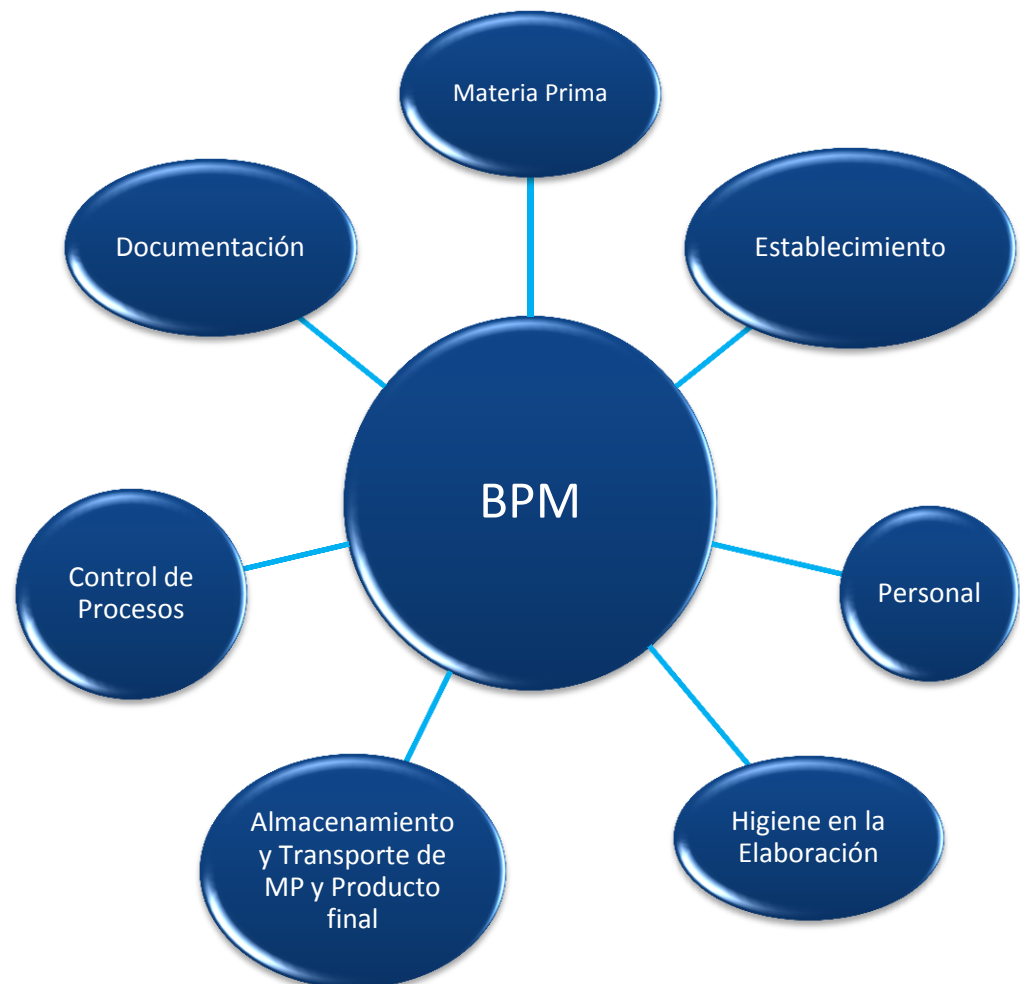 Materia Prima
Documentación
Establecimiento
BPM
Control de
Procesos
Personal
Almacenamiento
y Transporte de
MP y Producto
final
Higiene en la
Elaboración